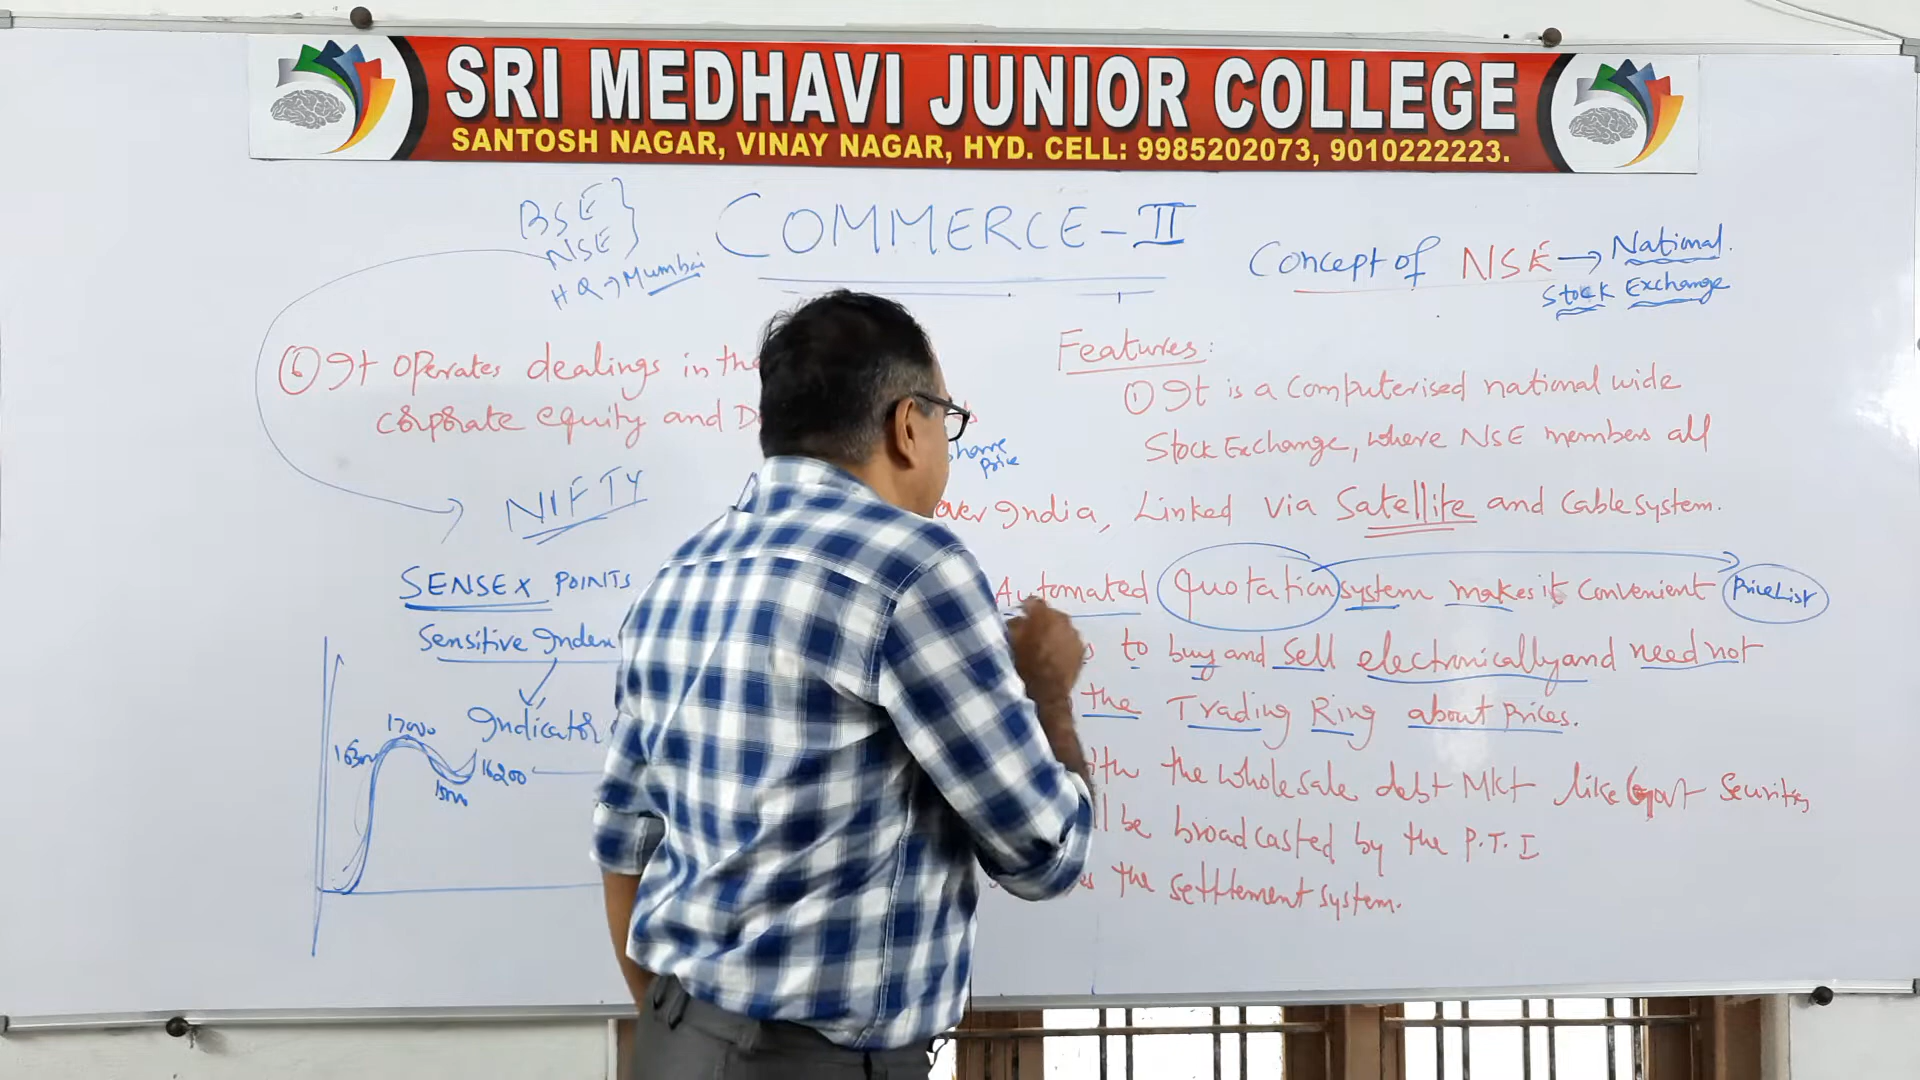 SRI MEDHAVI JUNIOR COLLEGE
SANTOSH NAGAR, VINAY NAGAR, HYD. CELL: 9985202073, 9010222223.
COMMERCE-II
BSE
NSE
HQ → Mumbai
Concept of NSE → National
Stock Exchange
Features:
① It is a Computerised national wide
Stock Exchange, where NSE members all
over India, Linked Via Satellite and Cable system.
Automated Quotation system makes it Convenient Price List
to buy and sell electronically and need not
the Trading Ring about prices.
the wholesale debt Mkt like Govt Securities
be broadcasted by the P.T.I
the settlement system.
⑥ It operates dealings in the
corporate equity and
Share
Price
NIFTY
SENSEX POINTS
Sensitive Index
Indicator
17000
16200